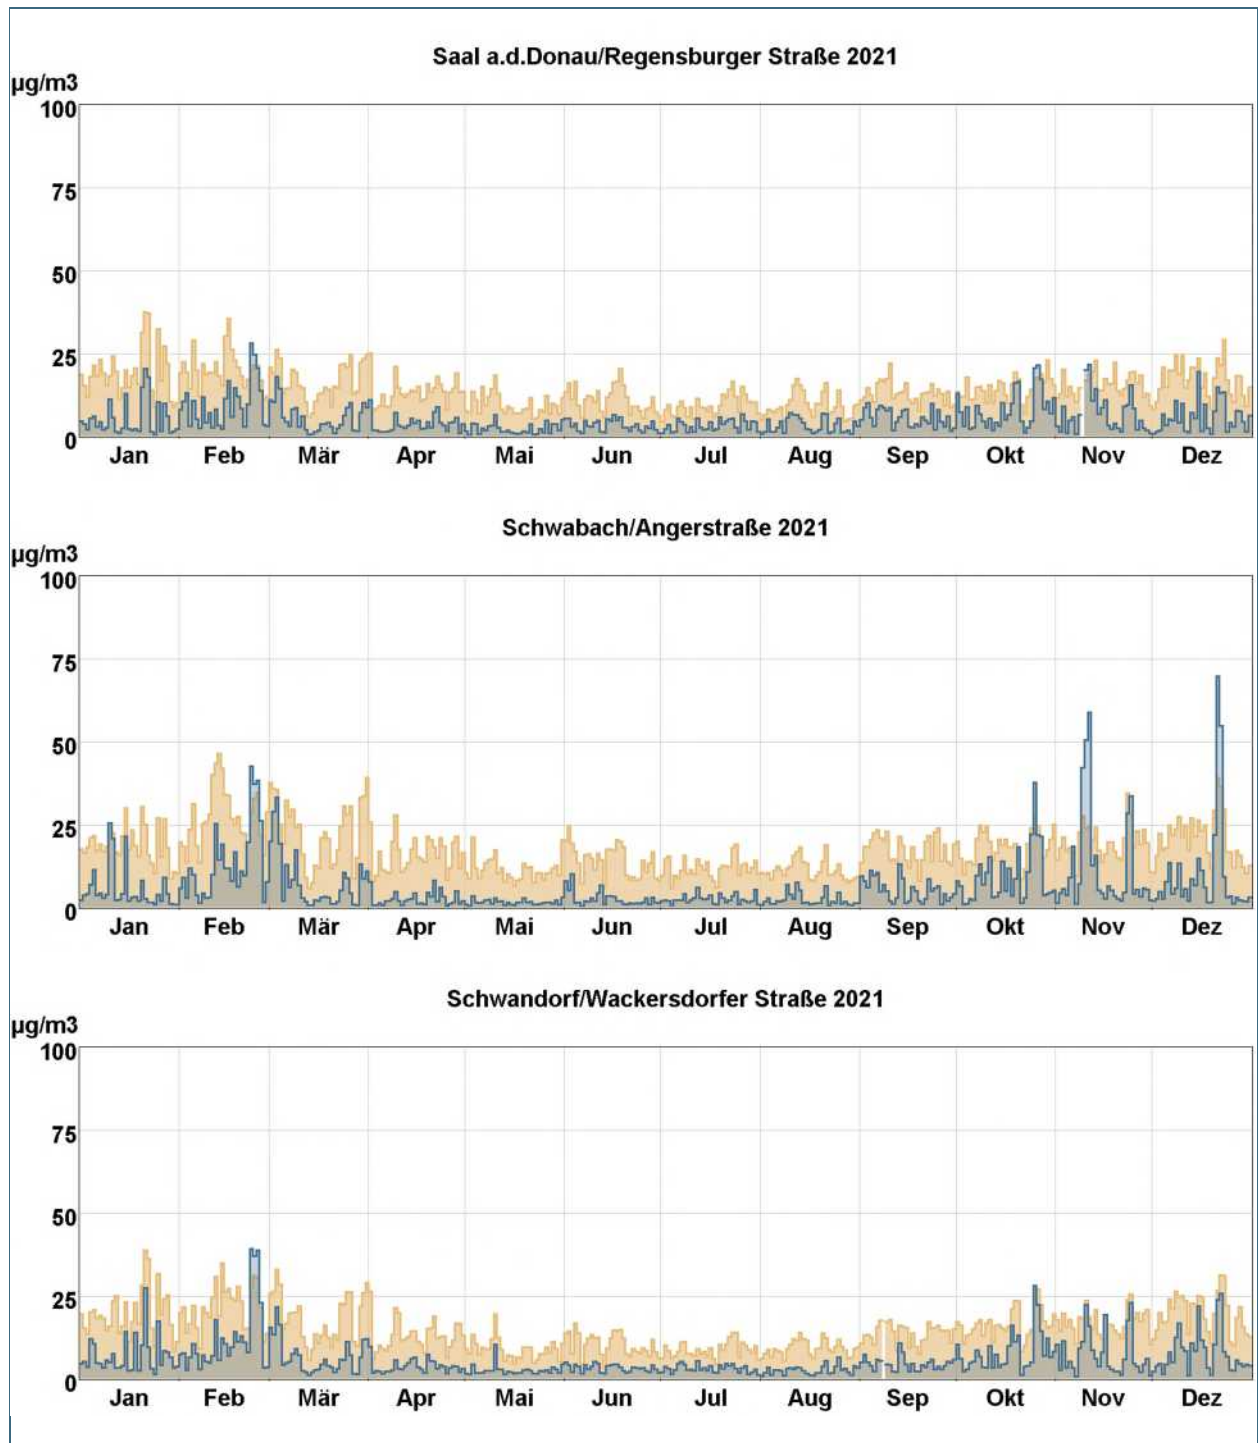 Saal a.d.Donau/Regensburger Straße 2021
µg/m3
100
75
50
25
0
Jan Feb Mär Apr Mai Jun Jul Aug Sep Okt Nov Dez
Schwabach/Angerstraße 2021
µg/m3
100
75
50
25
0
Jan Feb Mär Apr Mai Jun Jul Aug Sep Okt Nov Dez
Schwandorf/Wackersdorfer Straße 2021
µg/m3
100
75
50
25
0
Jan Feb Mär Apr Mai Jun Jul Aug Sep Okt Nov Dez